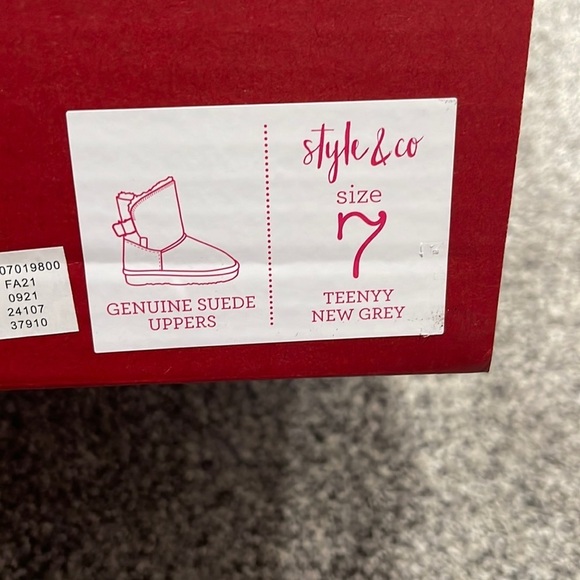 07019800
FA21
0921
24107
37910
GENUINE SUEDE
UPPERS
style & co
size
7
TEENYY
NEW GREY